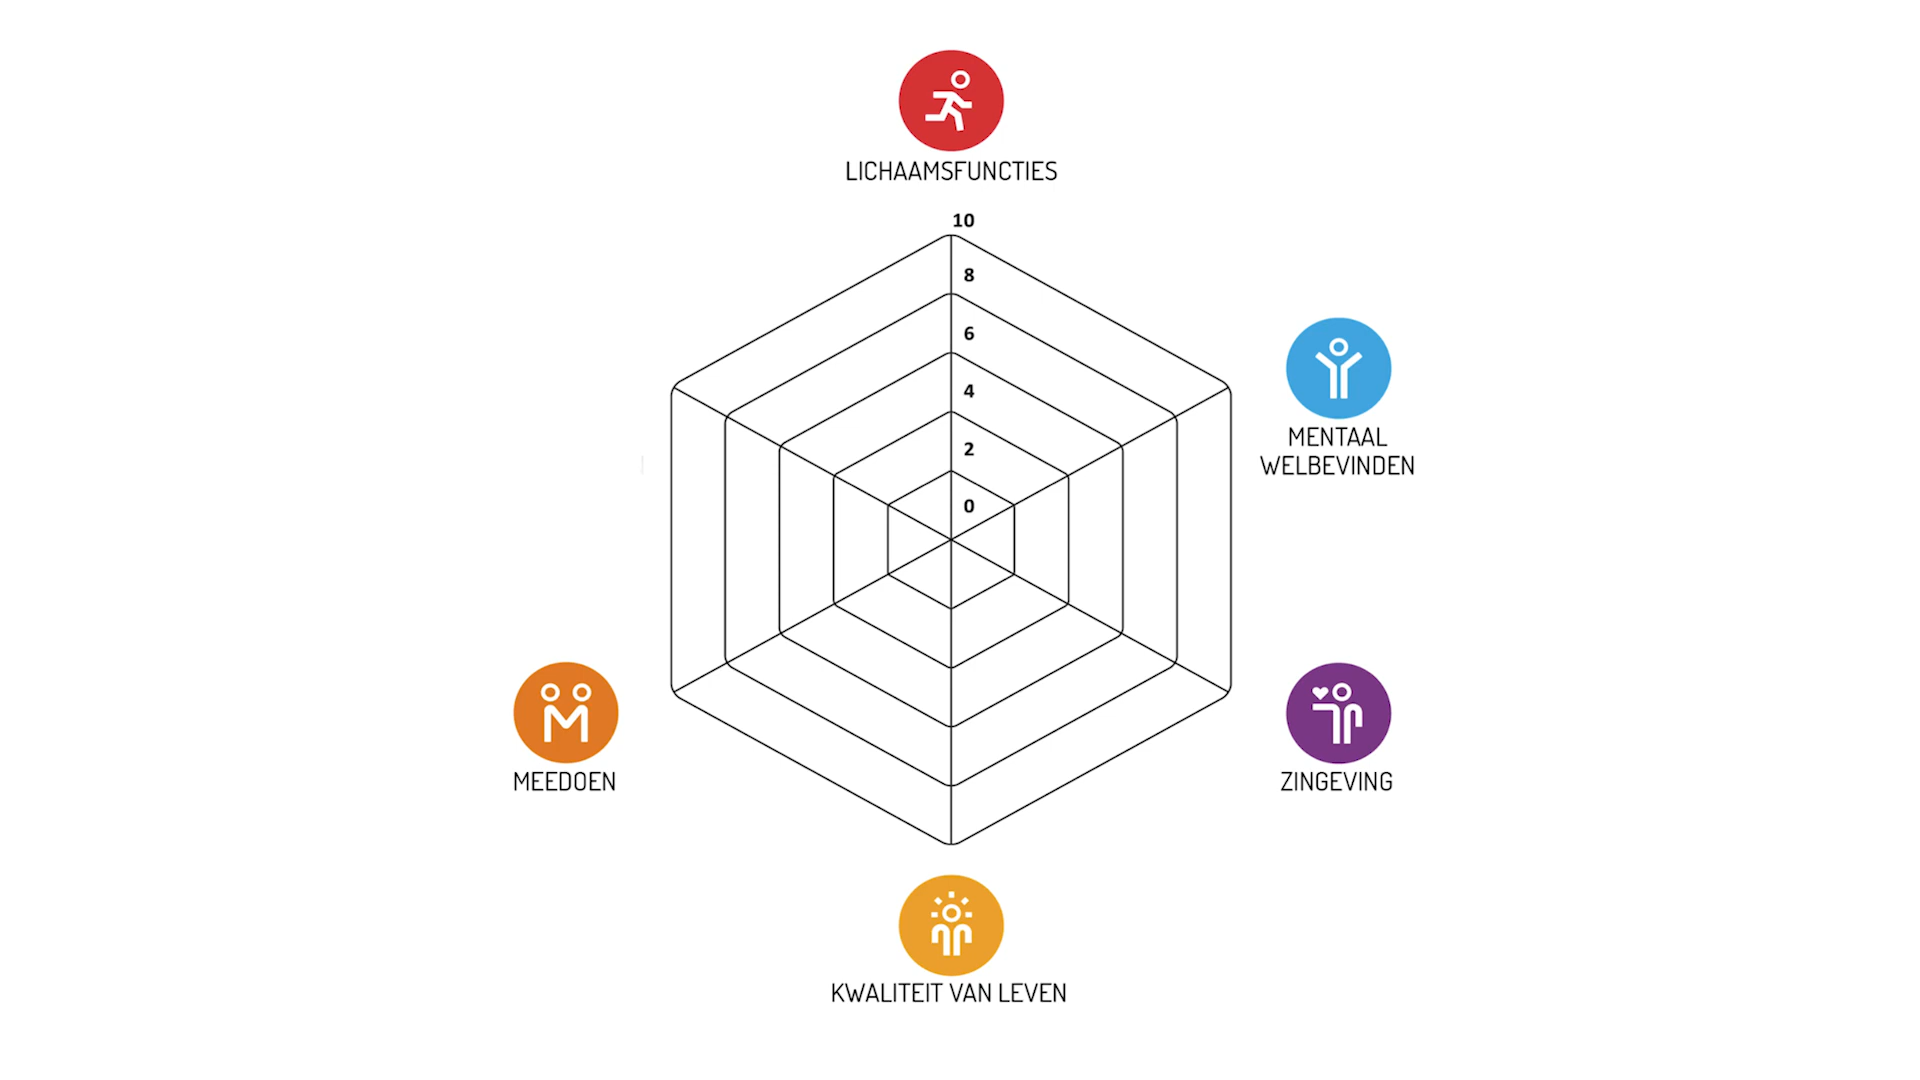 LICHAAMSFUNCTIES
10
8
6
4
2
0
MENTAAL
WELBEVINDEN
MEEDOEN
ZINGEVING
KWALITEIT VAN LEVEN